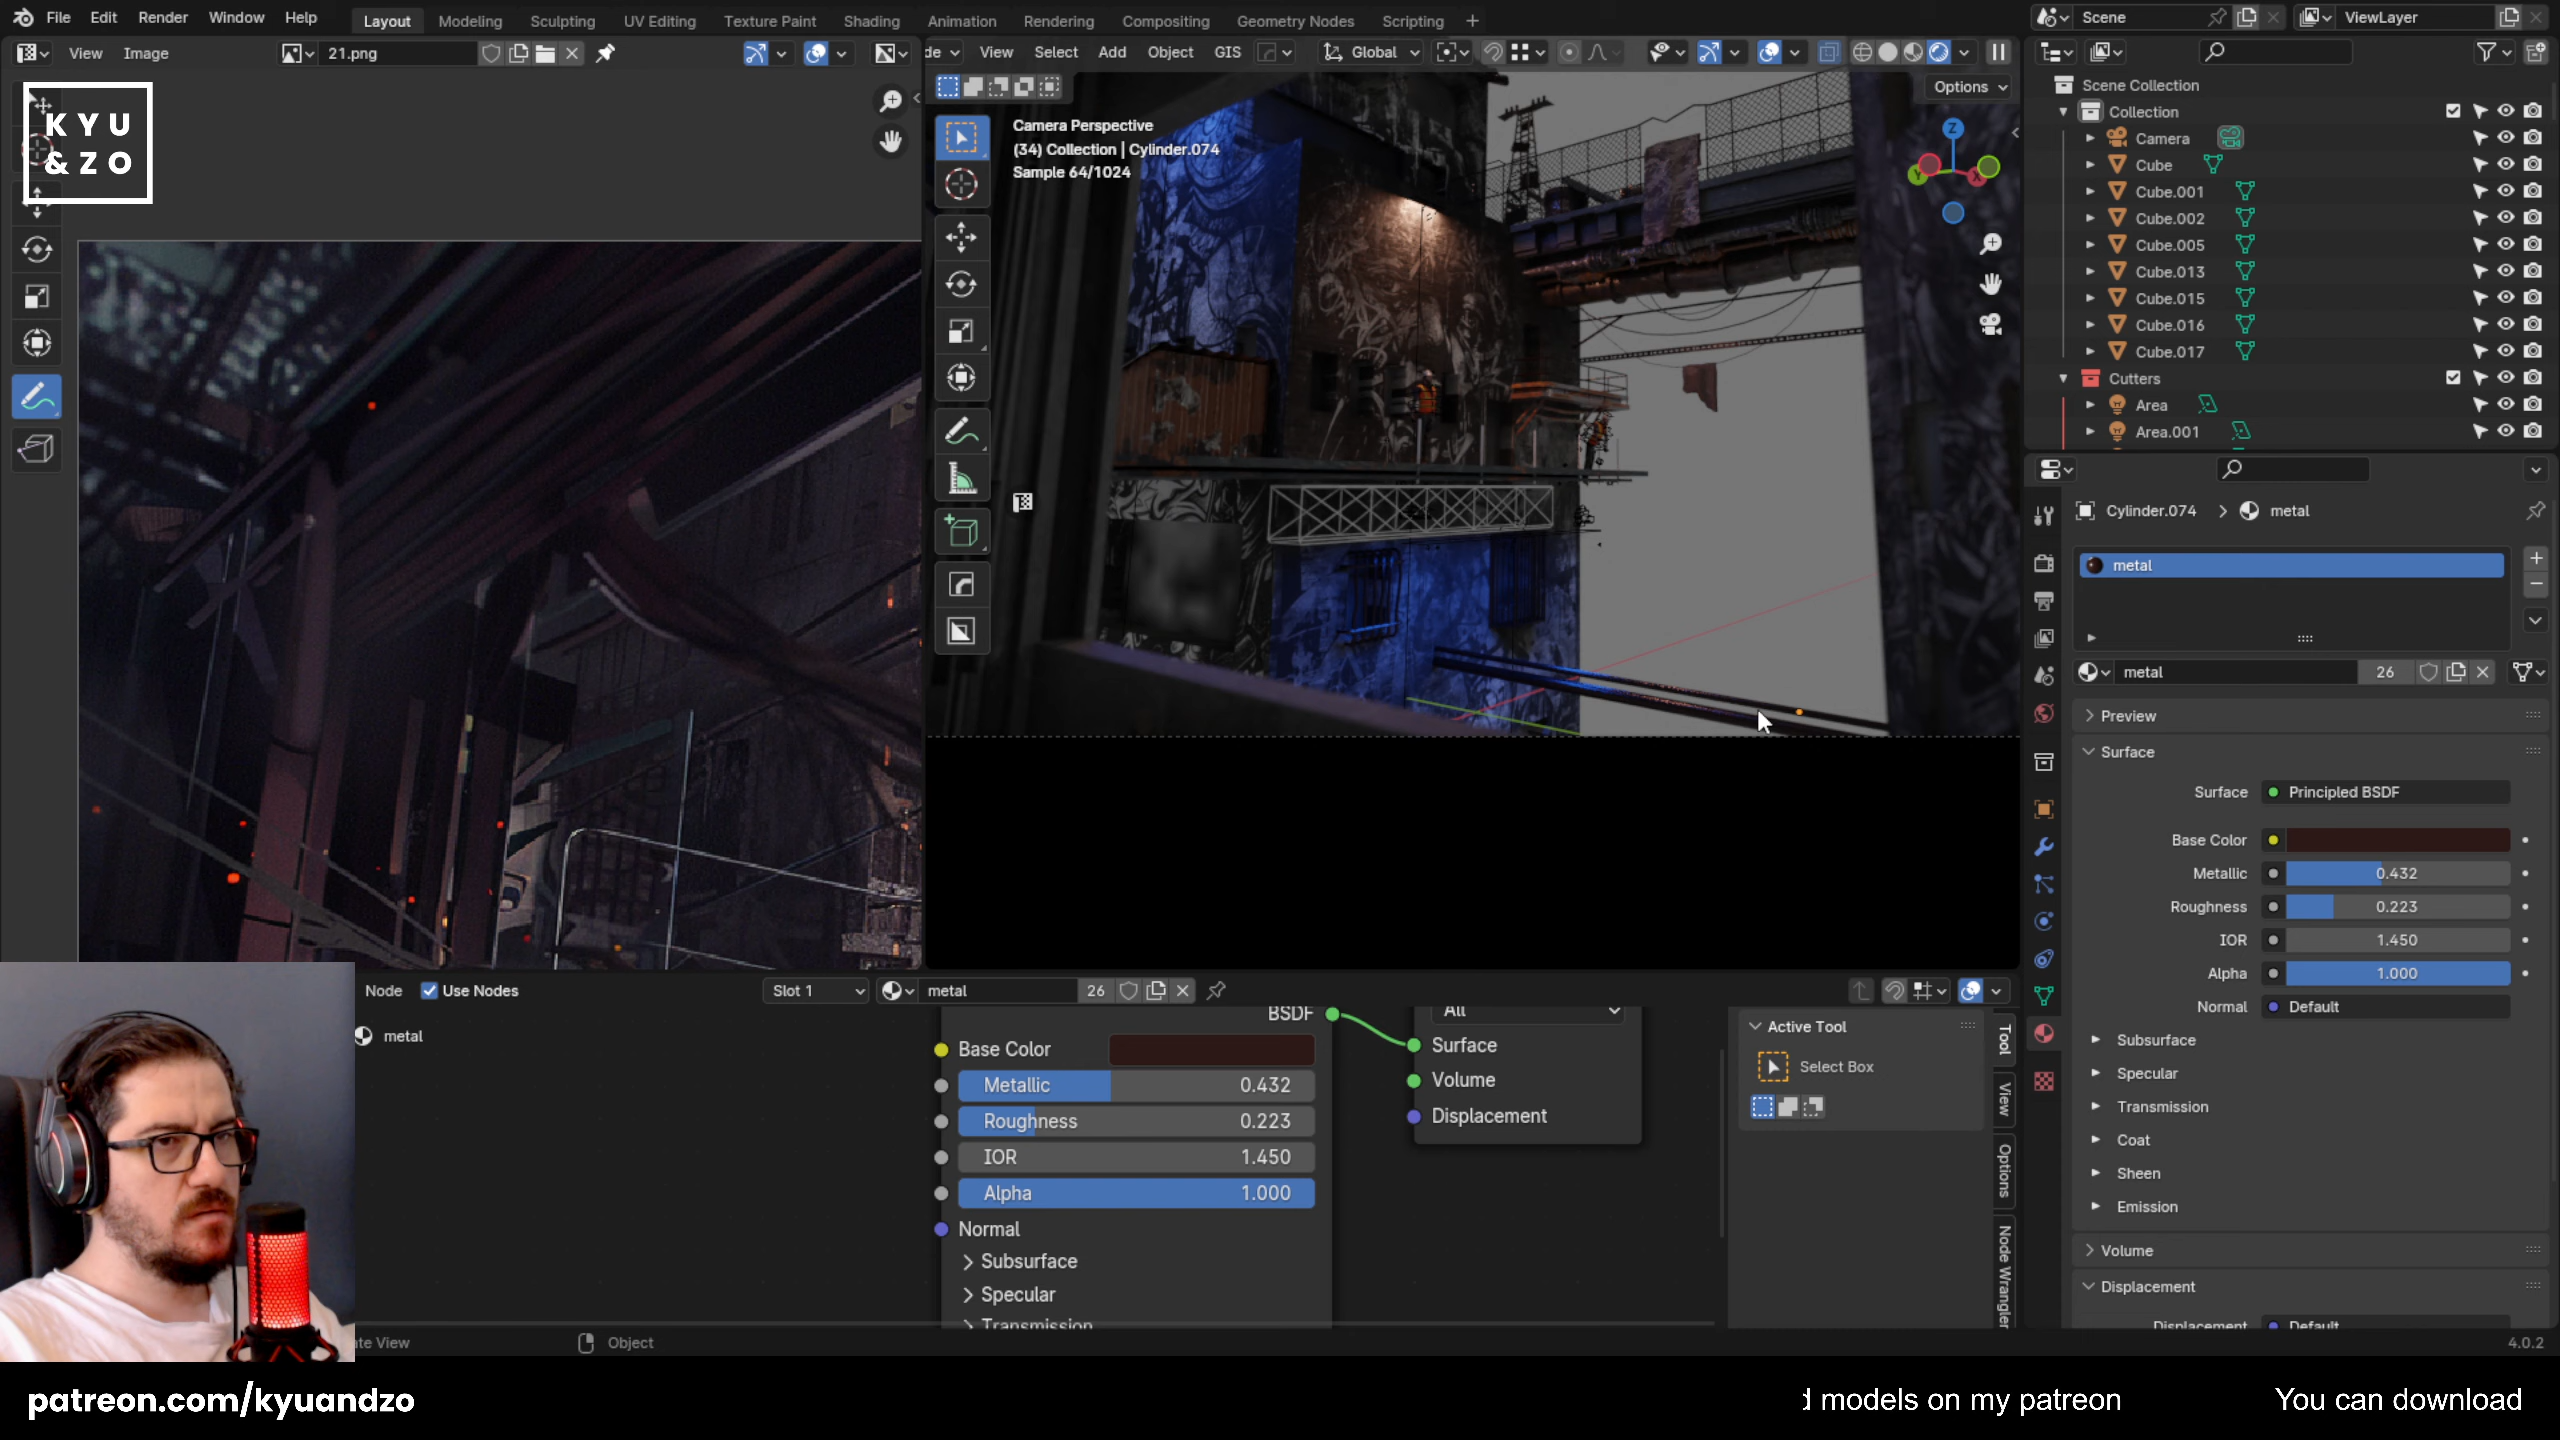 File Edit Render Window Help
Layout Modeling Sculpting UV Editing Texture Paint Shading Animation Rendering Compositing Geometry Nodes Scripting
Scene
ViewLayer
View Image
21.png
de View Select Add Object GIS
Global
KYU
&ZO
Options
Camera Perspective
(34) Collection | Cylinder.074
Sample 64/1024
Z
Y
X
Scene Collection
Collection
Camera
Cube
Cube.001
Cube.002
Cube.005
Cube.013
Cube.015
Cube.016
Cube.017
Cutters
Area
Area.001
Cylinder.074 > metal
metal
metal 26
Preview
Surface
Surface Principled BSDF
Base Color
Metallic 0.432
Roughness 0.223
IOR 1.450
Alpha 1.000
Normal Default
Subsurface
Specular
Transmission
Coat
Sheen
Emission
Volume
Displacement
Displacement Default
Node Use Nodes
Slot 1
metal 26
metal
BSDF
Base Color
Metallic 0.432
Roughness 0.223
IOR 1.450
Alpha 1.000
Normal
Subsurface
Specular
Transmission
All
Surface
Volume
Displacement
Active Tool
Select Box
Tool
View
Options
Node Wrangler
te View
Object
4.0.2
patreon.com/kyuandzo
d models on my patreon
You can download